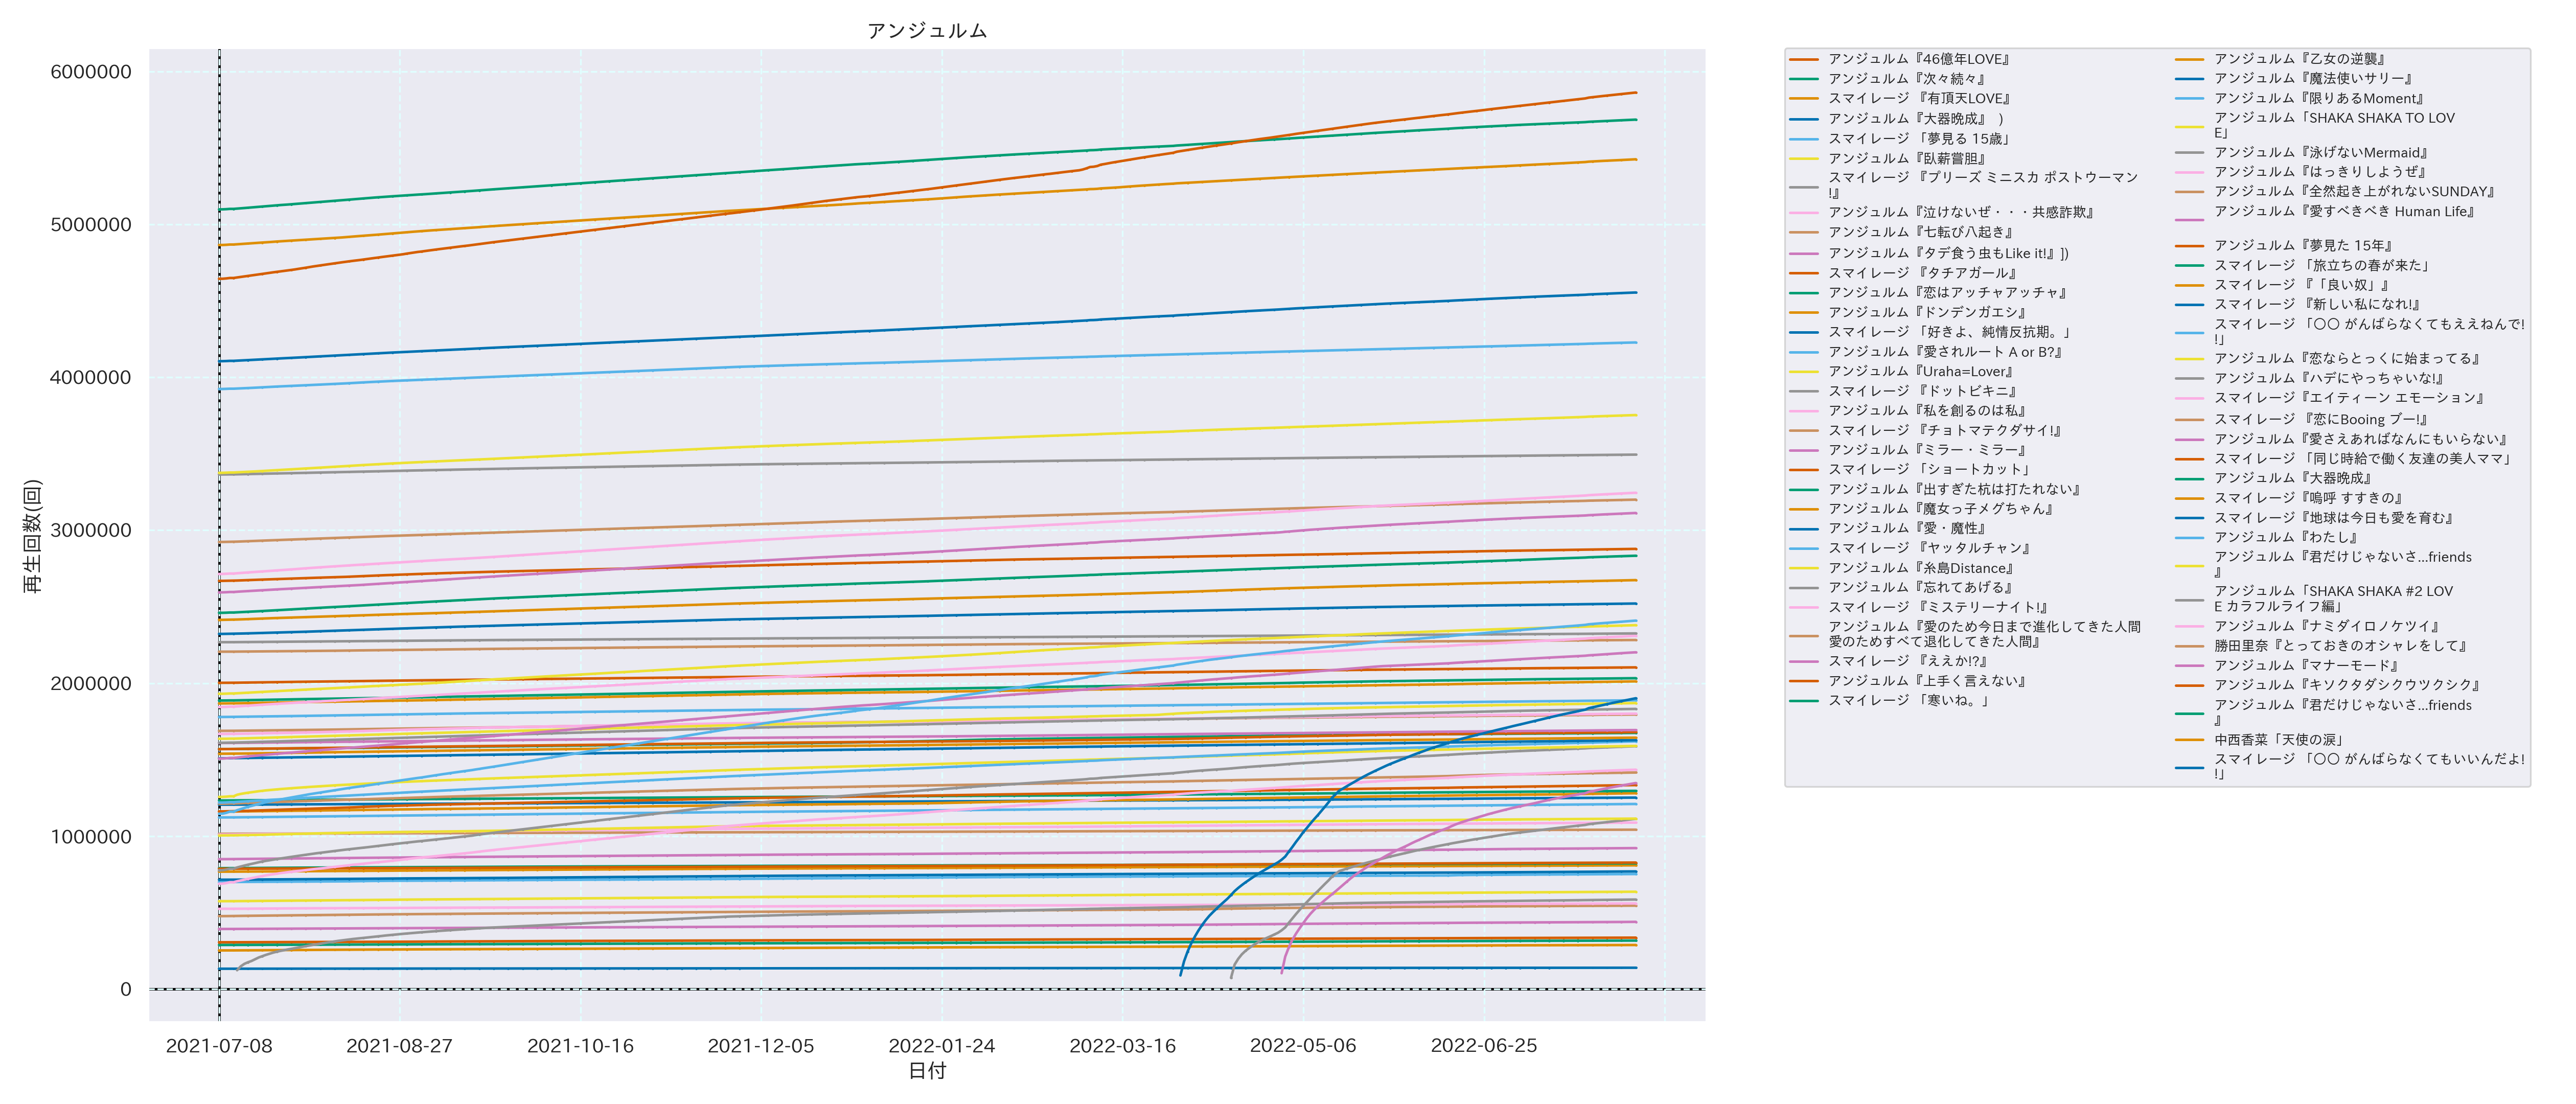 アンジュルム
6000000
5000000
4000000
3000000
2000000
1000000
0
再生回数(回)
2021-07-08
2021-08-27
2021-10-16
2021-12-05
2022-01-24
2022-03-16
2022-05-06
2022-06-25
日付
アンジュルム『46億年LOVE』
アンジュルム『次々続々』
スマイレージ 『有頂天LOVE』
アンジュルム『大器晩成』 )
スマイレージ 「夢見る 15歳」
アンジュルム『臥薪嘗胆』
スマイレージ 『プリーズ ミニスカ ポストウーマン
!』
アンジュルム『泣けないぜ・・・共感詐欺』
アンジュルム『七転び八起き』
アンジュルム『タデ食う虫もLike it!』])
スマイレージ 『タチアガール』
アンジュルム『恋はアッチャアッチャ』
アンジュルム『ドンデンガエシ』
スマイレージ 「好きよ、純情反抗期。」
アンジュルム『愛されルート A or B?』
アンジュルム『Uraha=Lover』
スマイレージ 『ドットビキニ』
アンジュルム『私を創るのは私』
スマイレージ 『チョトマテクダサイ!』
アンジュルム『ミラー・ミラー』
スマイレージ 「ショートカット」
アンジュルム『出すぎた杭は打たれない』
アンジュルム『魔女っ子メグちゃん』
アンジュルム『愛・魔性』
スマイレージ 『ヤッタルチャン』
アンジュルム『糸島Distance』
アンジュルム『忘れてあげる』
スマイレージ 『ミステリーナイト!』
アンジュルム『愛のため今日まで進化してきた人間
愛のためすべて退化してきた人間』
スマイレージ 『ええか!?』
アンジュルム『上手く言えない』
スマイレージ 「寒いね。」
アンジュルム『乙女の逆襲』
アンジュルム『魔法使いサリー』
アンジュルム『限りあるMoment』
アンジュルム「SHAKA SHAKA TO LOV
E」
アンジュルム『泳げないMermaid』
アンジュルム『はっきりしようぜ』
アンジュルム『全然起き上がれないSUNDAY』
アンジュルム『愛すべきべき Human Life』
アンジュルム『夢見た 15年』
スマイレージ 「旅立ちの春が来た」
スマイレージ 『「良い奴」』
スマイレージ 『新しい私になれ!』
スマイレージ 「〇〇 がんばらなくてもええねんで!
!」
アンジュルム『恋ならとっくに始まってる』
アンジュルム『ハデにやっちゃいな!』
スマイレージ 『エイティーン エモーション』
スマイレージ 『恋にBooing ブー!』
アンジュルム『愛さえあればなんにもいらない』
スマイレージ 「同じ時給で働く友達の美人ママ」
アンジュルム『大器晩成』
スマイレージ『嗚呼 すすきの』
スマイレージ『地球は今日も愛を育む』
アンジュルム『わたし』
アンジュルム『君だけじゃないさ...friends
』
アンジュルム「SHAKA SHAKA #2 LOV
E カラフルライフ編」
アンジュルム『ナミダイロノケツイ』
勝田里奈『とっておきのオシャレをして』
アンジュルム『マナーモード』
アンジュルム『キソクタダシクウツクシク』
アンジュルム『君だけじゃないさ...friends
』
中西香菜「天使の涙」
スマイレージ 「〇〇 がんばらなくてもいいんだよ!
!」